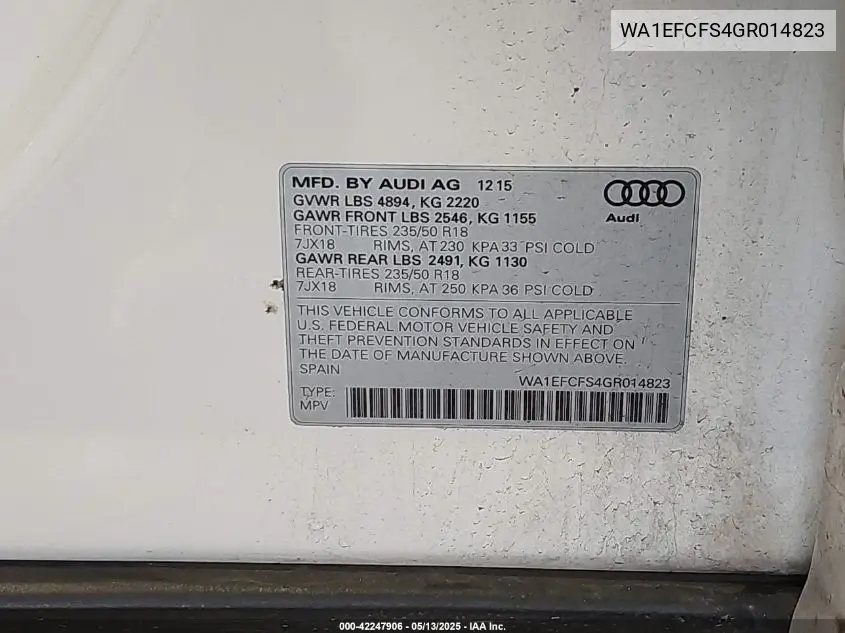 WA1EFCFS4GR014823
MFD. BY AUDI AG 12 15
GVWR LBS 4894, KG 2220
GAWR FRONT LBS 2546, KG 1155
FRONT-TIRES 235/50 R18
7JX18 RIMS, AT 230 KPA 33 PSI COLD
GAWR REAR LBS 2491, KG 1130
REAR-TIRES 235/50 R18
7JX18 RIMS, AT 250 KPA 36 PSI COLD
Audi
THIS VEHICLE CONFORMS TO ALL APPLICABLE
U.S. FEDERAL MOTOR VEHICLE SAFETY AND
THEFT PREVENTION STANDARDS IN EFFECT ON
THE DATE OF MANUFACTURE SHOWN ABOVE.
SPAIN
WA1EFCFS4GR014823
TYPE:
MPV
000-42247906 - 05/13/2025 - IAA Inc.